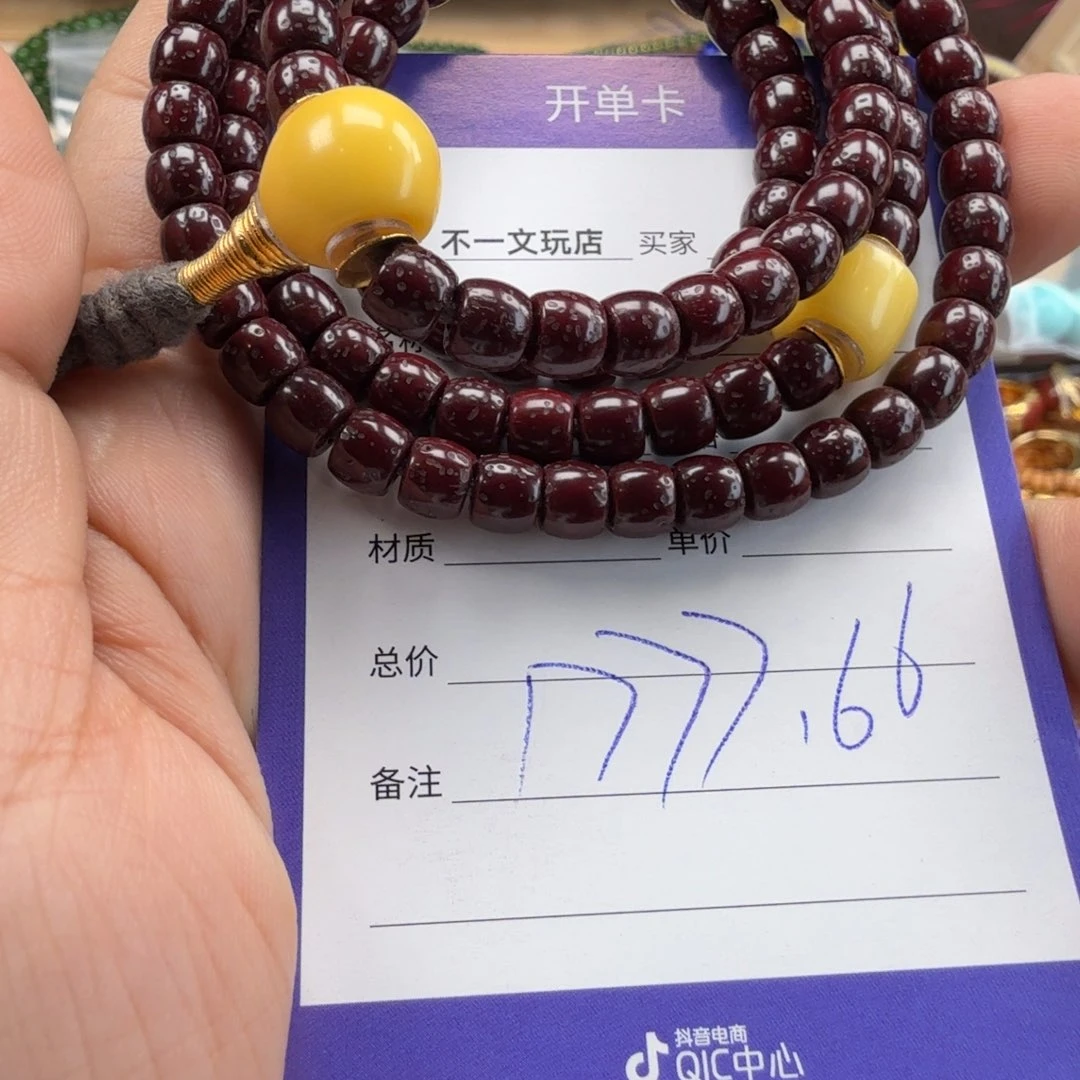 开单卡
不一文玩店 买家
材质 单价
总价
777.66
备注
抖音电商
QIC中心